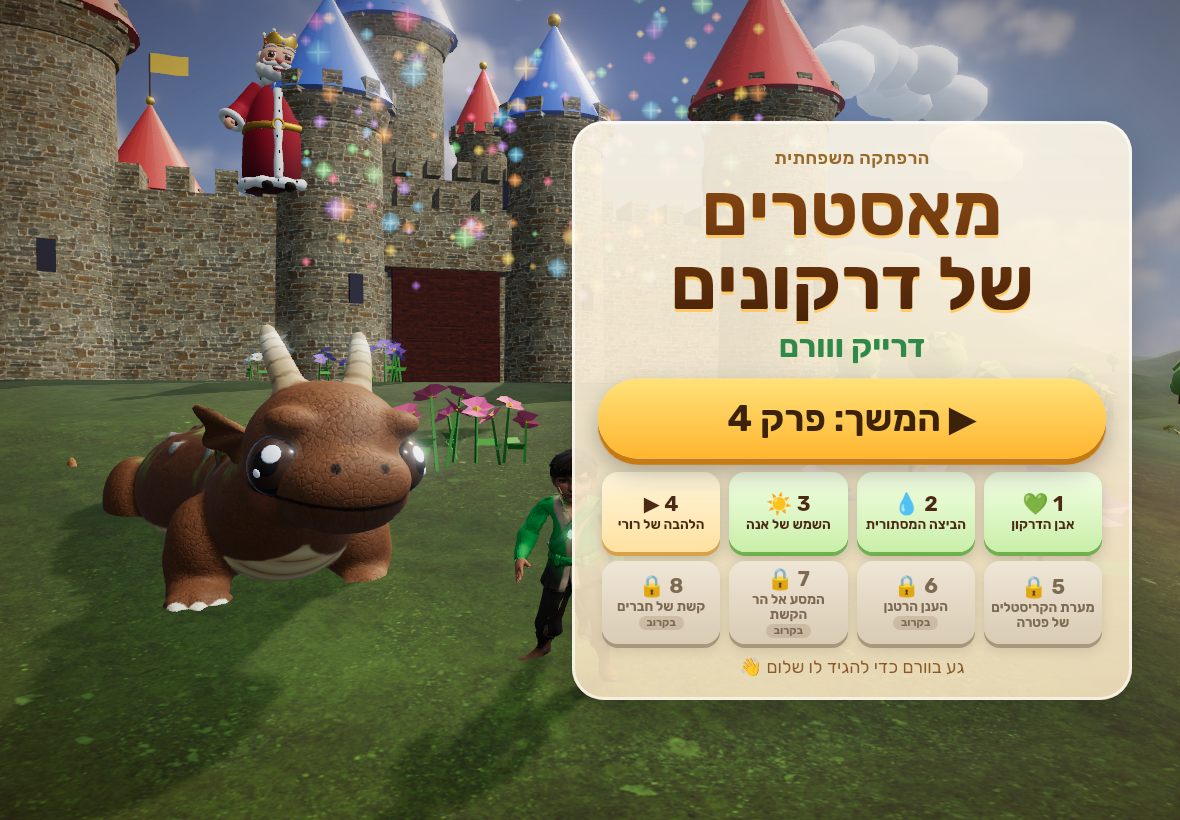 הרפתקה משפחתית
מאסטרים
של דרקונים
דרייק ווורם
▶ המשך: פרק 4
1 💚
אבן הדרקון
2 💧
הביצה המסתורית
3 ☀️
השמש של אנה
4 ▶
הלהבה של רורי
5 🔒
מערת הקריסטלים
של פטרה
6 🔒
הענן הרטנן
בקרוב
7 🔒
המסע אל הר
הקשת
בקרוב
8 🔒
קשת של חברים
בקרוב
גע בוורם כדי להגיד לו שלום 👋